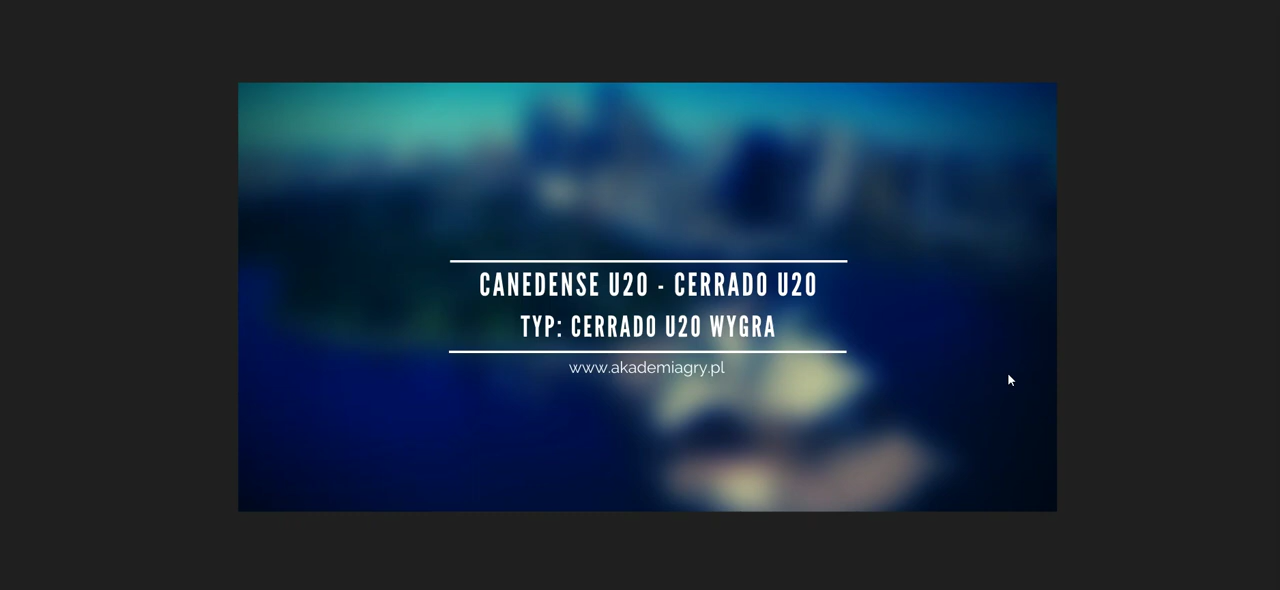 CANEDENSE U20 - CERRADO U20
TYP: CERRADO U20 WYGRA
www.akademiagry.pl